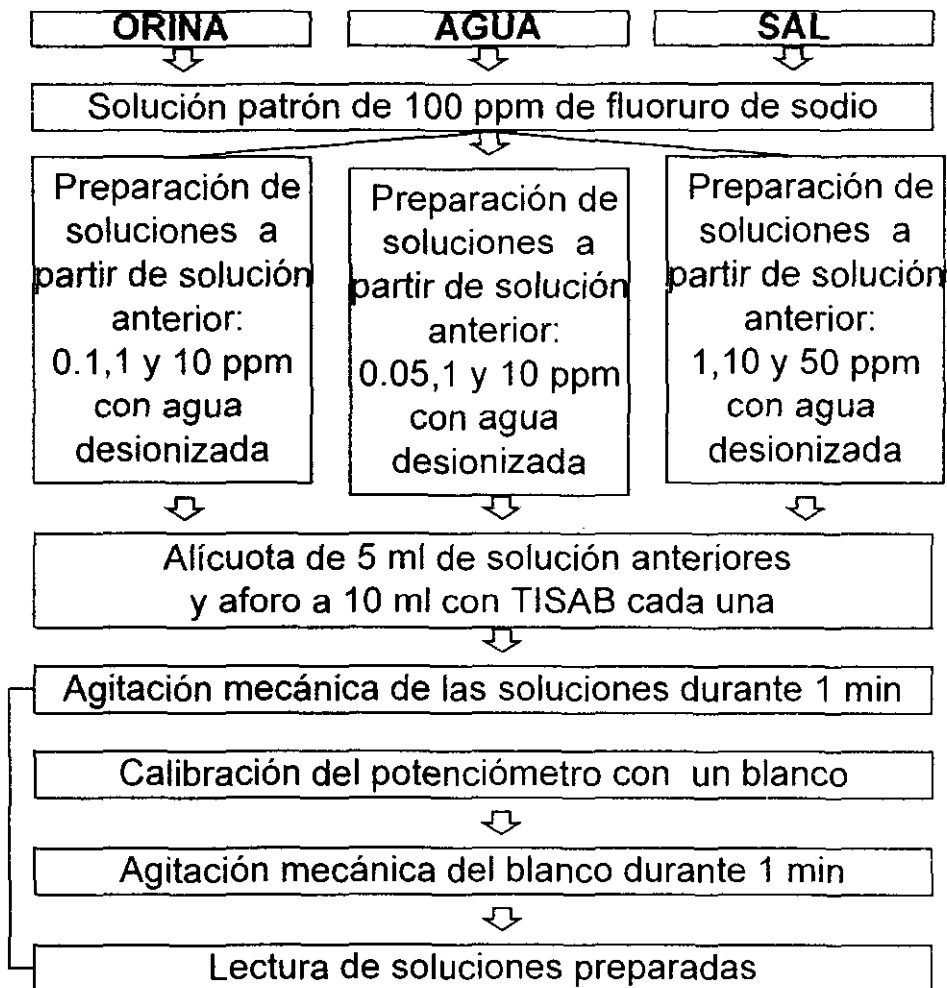 ORINA AGUA SAL
Solución patrón de 100 ppm de fluoruro de sodio
Preparación de
soluciones a
partir de solución
anterior:
0.1,1 y 10 ppm
con agua
desionizada
Preparación de
soluciones a
partir de solución
anterior:
0.05,1 y 10 ppm
con agua
desionizada
Preparación de
soluciones a
partir de solución
anterior:
1,10 y 50 ppm
con agua
desionizada
Alícuota de 5 ml de solución anteriores
y aforo a 10 ml con TISAB cada una
Agitación mecánica de las soluciones durante 1 min
Calibración del potenciómetro con un blanco
Agitación mecánica del blanco durante 1 min
Lectura de soluciones preparadas